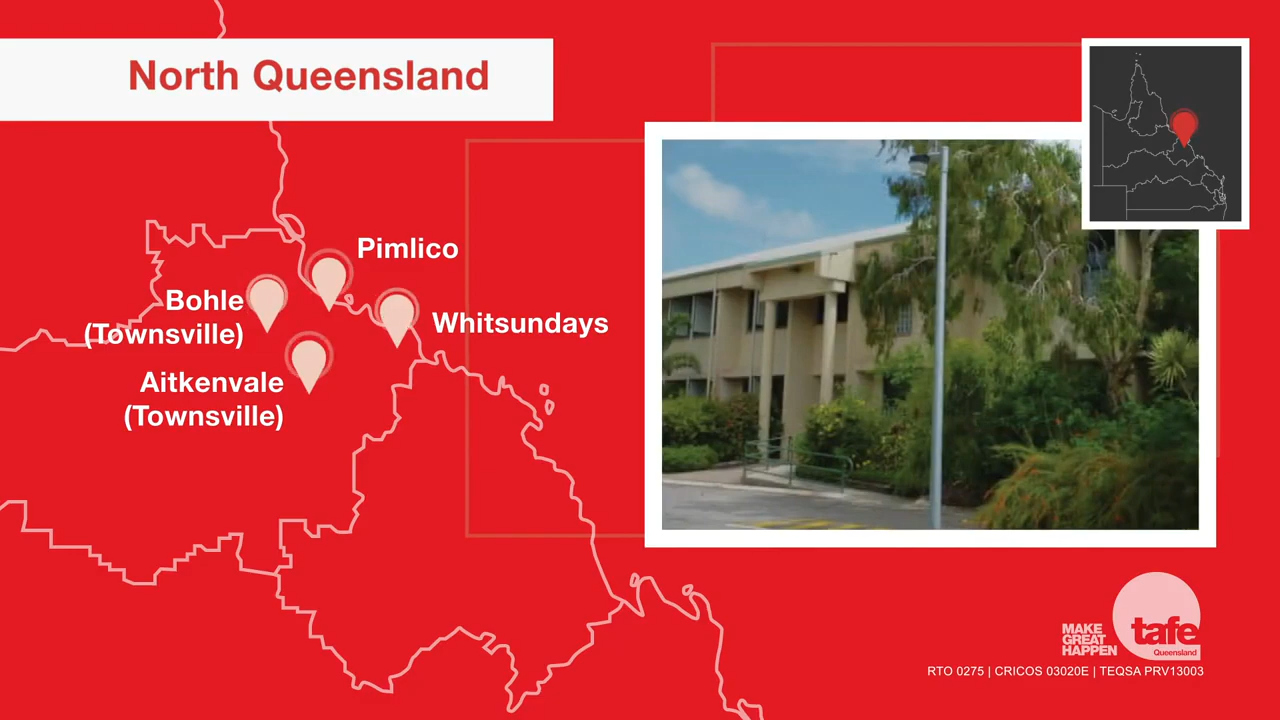 North Queensland
Pimlico
Bohle
(Townsville)
Whitsundays
Aitkenvale
(Townsville)
MAKE
GREAT
HAPPEN
tafe
Queensland
RTO 0275 | CRICOS 03020E | TEQSA PRV13003